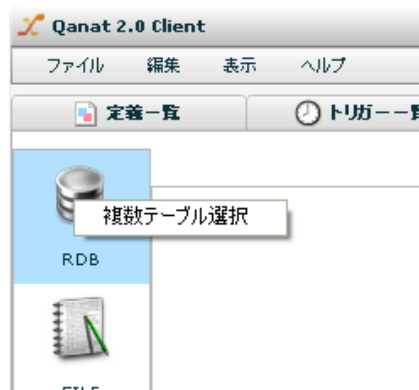 Qanat 2.0 Client
ファイル 編集 表示 ヘルプ
定義一覧 トリガー一覧
複数テーブル選択
RDB
FILE